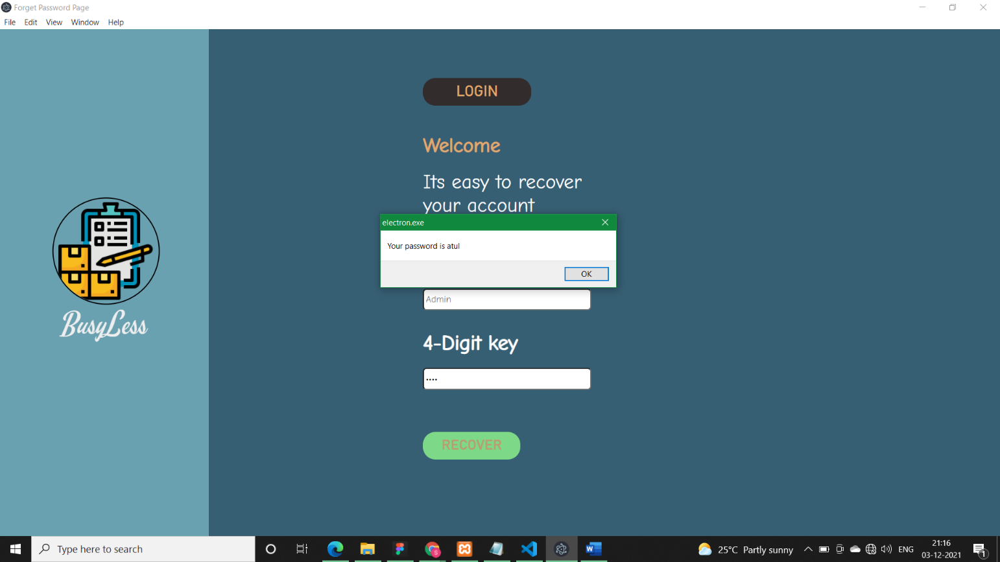 Forget Password Page
File Edit View Window Help
LOGIN
Welcome
Its easy to recover
your account
electron.exe
Your password is atul
OK
Admin
4-Digit key
••••
RECOVER
BusyLess
Type here to search
25°C Partly sunny
ENG
21:16
03-12-2021
1